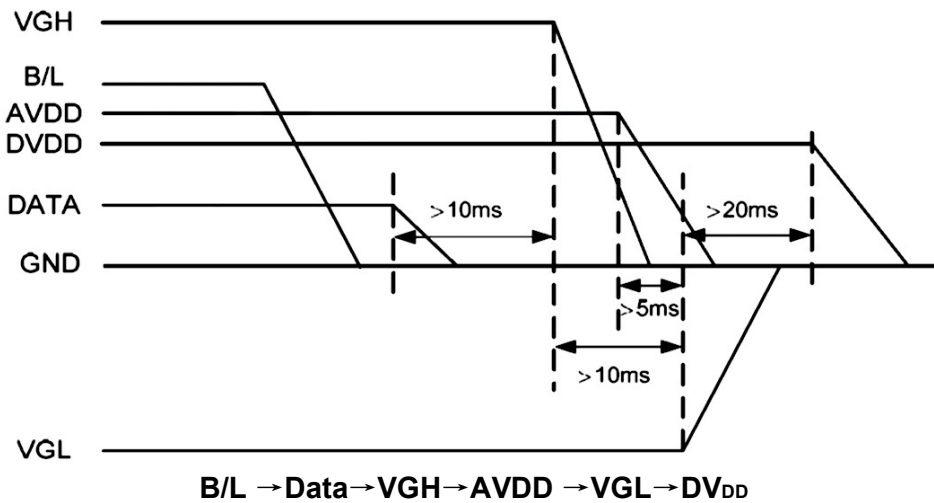 VGH
B/L
AVDD
DVDD
DATA
>10ms
>20ms
GND
>5ms
>10ms
VGL
B/L →Data→VGH→AVDD →VGL→DVDD